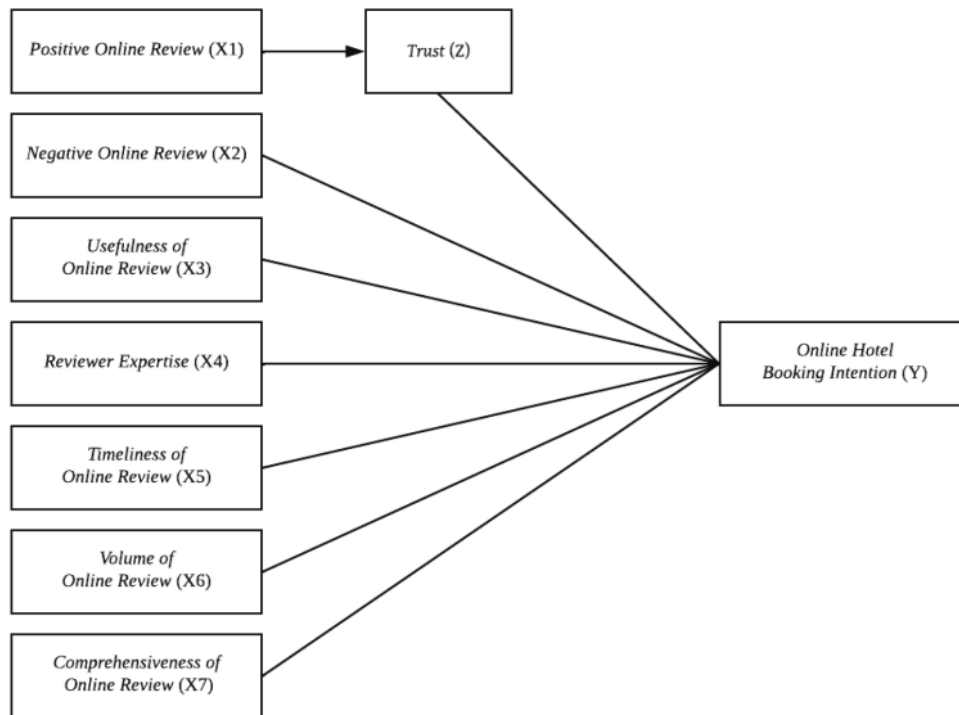 Positive Online Review (X1)
Trust (Z)
Negative Online Review (X2)
Usefulness of
Online Review (X3)
Reviewer Expertise (X4)
Online Hotel
Booking Intention (Y)
Timeliness of
Online Review (X5)
Volume of
Online Review (X6)
Comprehensiveness of
Online Review (X7)